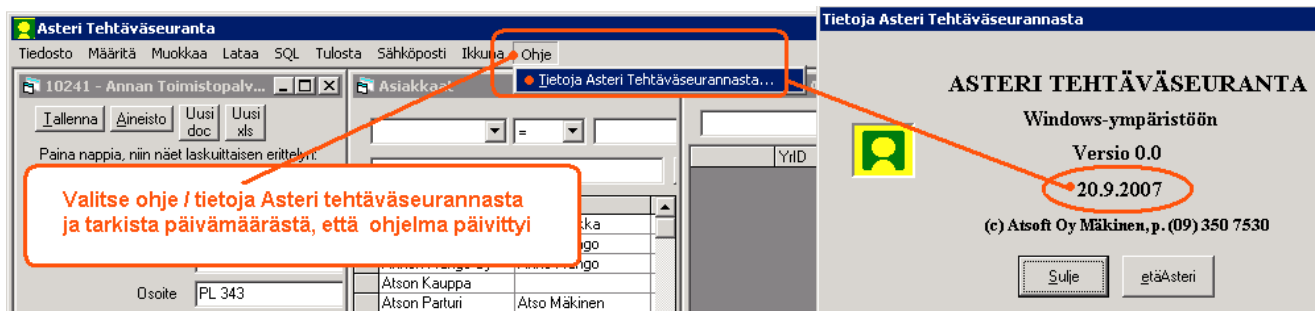 Asteri Tehtäväseuranta
Tiedosto Määritä Muokkaa Lataa SQL Tulosta Sähköposti Ikkuna Ohje
Tietoja Asteri Tehtäväseurannasta...
10241 - Annan Toimistopalv...
Asiakkaat
Tallenna Aineisto Uusi doc Uusi xls
=
YrID
Paina nappia, niin näet laskuittaisen erittelyn:
Valitse ohje / tietoja Asteri tehtäväseurannasta
ja tarkista päivämäärästä, että ohjelma päivittyi
Atson Kauppa
Osoite PL 343
Atson Parturi Atso Mäkinen
Tietoja Asteri Tehtäväseurannasta
ASTERI TEHTÄVÄSEURANTA
Windows-ympäristöön
Versio 0.0
20.9.2007
(c) Atsoft Oy Mäkinen, p. (09) 350 7530
Sulje etäAsteri